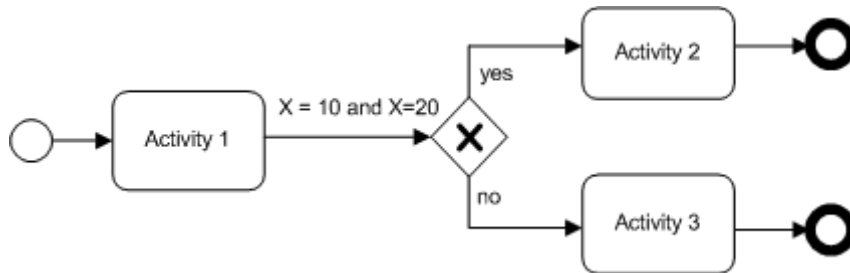 Activity 2
yes
X = 10 and X=20
Activity 1
no
Activity 3